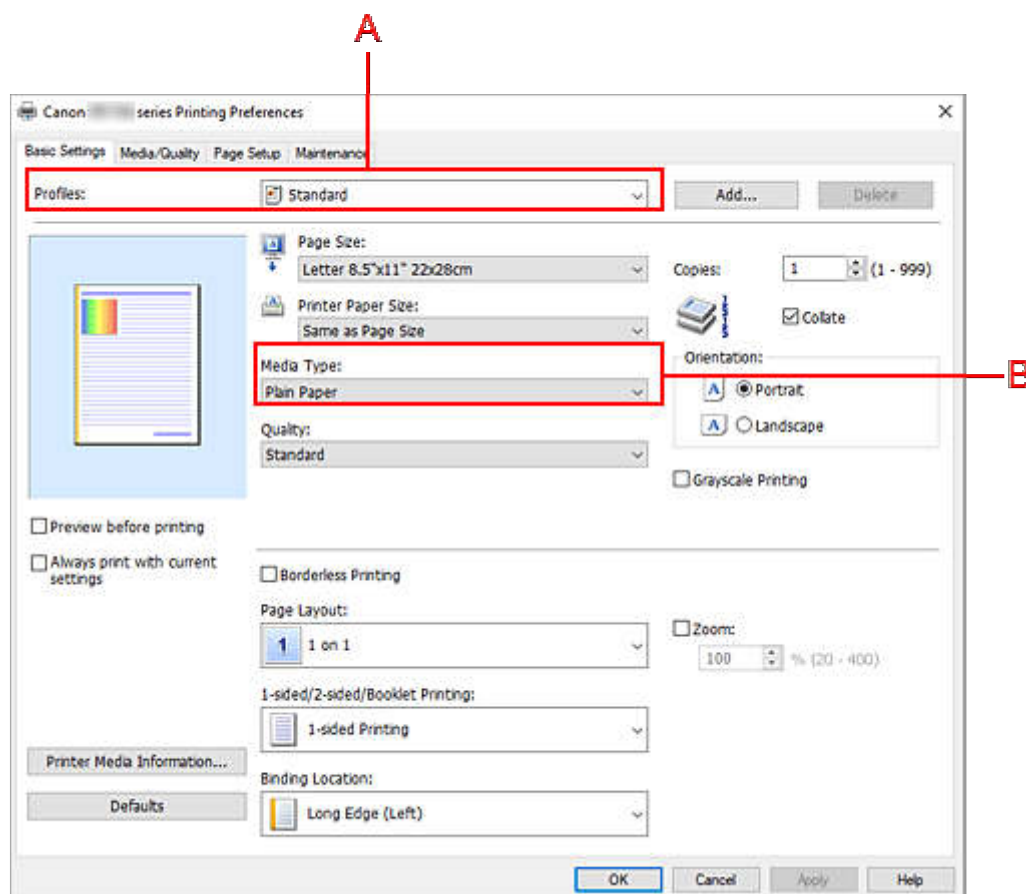 A
Canon series Printing Preferences
Basic Settings Media/Quality Page Setup Maintenance
Profiles: Standard Add... Delete
Page Size:
Letter 8.5"x11" 22x28cm
Copies: 1 (1 - 999)
Printer Paper Size:
Same as Page Size
Collate
Media Type:
Plain Paper
B
Orientation:
A Portrait
A Landscape
Quality:
Standard
Grayscale Printing
Preview before printing
Always print with current
settings
Borderless Printing
Page Layout:
1 1 on 1
Zoom:
100 % (20 - 400)
1-sided/2-sided/Booklet Printing:
1-sided Printing
Printer Media Information...
Binding Location:
Defaults
Long Edge (Left)
OK Cancel Apply Help